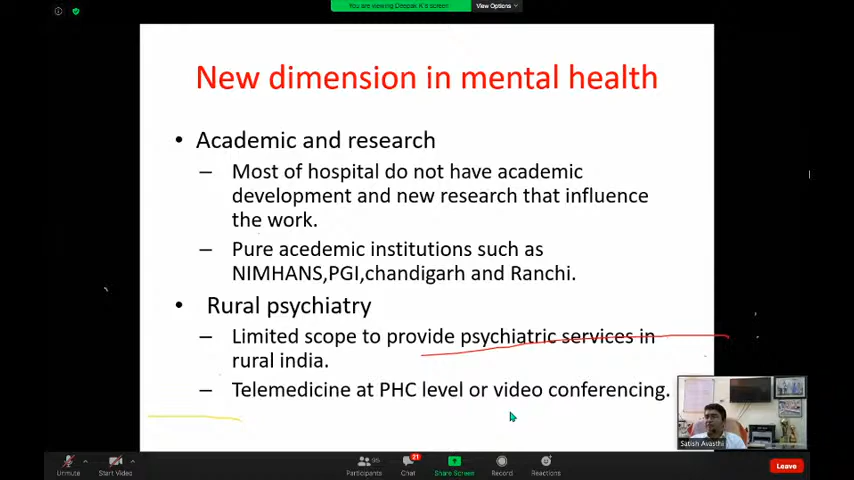 You are viewing Deepak K's screen
View Options
New dimension in mental health
• Academic and research
– Most of hospital do not have academic
development and new research that influence
the work.
– Pure acedemic institutions such as
NIMHANS,PGI,chandigarh and Ranchi.
• Rural psychiatry
– Limited scope to provide psychiatric services in
rural india.
– Telemedicine at PHC level or video conferencing.
Satish Avasthi
Unmute
Start Video
Participants
Chat
21
Share Screen
Record
Reactions
Leave